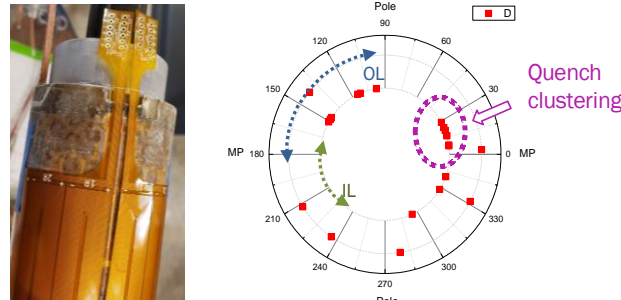 Pole
D
90
120
60
OL
150
30
Quench
clustering
MP
180
0
MP
IL
210
330
240
300
270
Pole